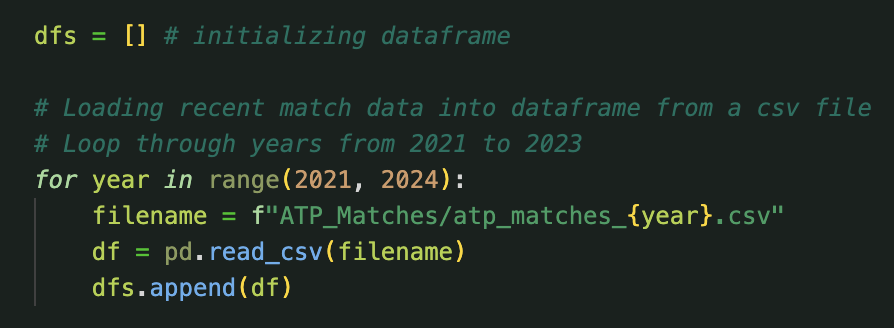 dfs = [] # initializing dataframe
# Loading recent match data into dataframe from a csv file
# Loop through years from 2021 to 2023
for year in range(2021, 2024):
    filename = f"ATP_Matches/atp_matches_{year}.csv"
    df = pd.read_csv(filename)
    dfs.append(df)